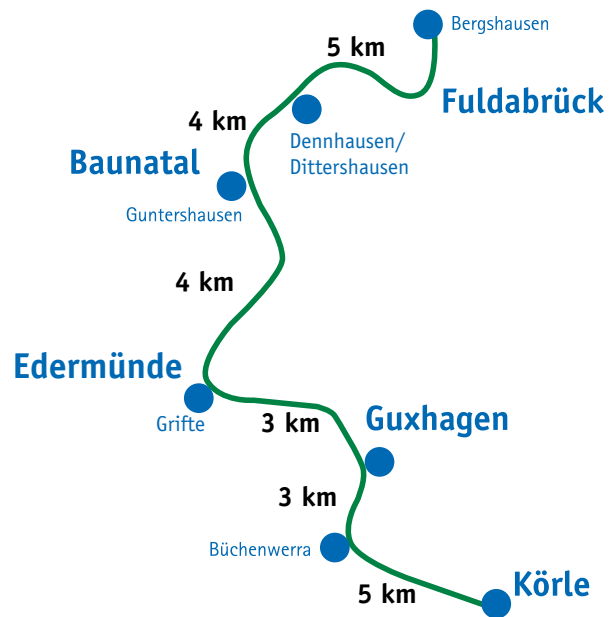 Bergshausen
5 km
Fuldabrück
4 km
Dennhausen/
Dittershausen
Baunatal
Guntershausen
4 km
Edermünde
Grifte
3 km
Guxhagen
3 km
Büchenwerra
5 km
Körle